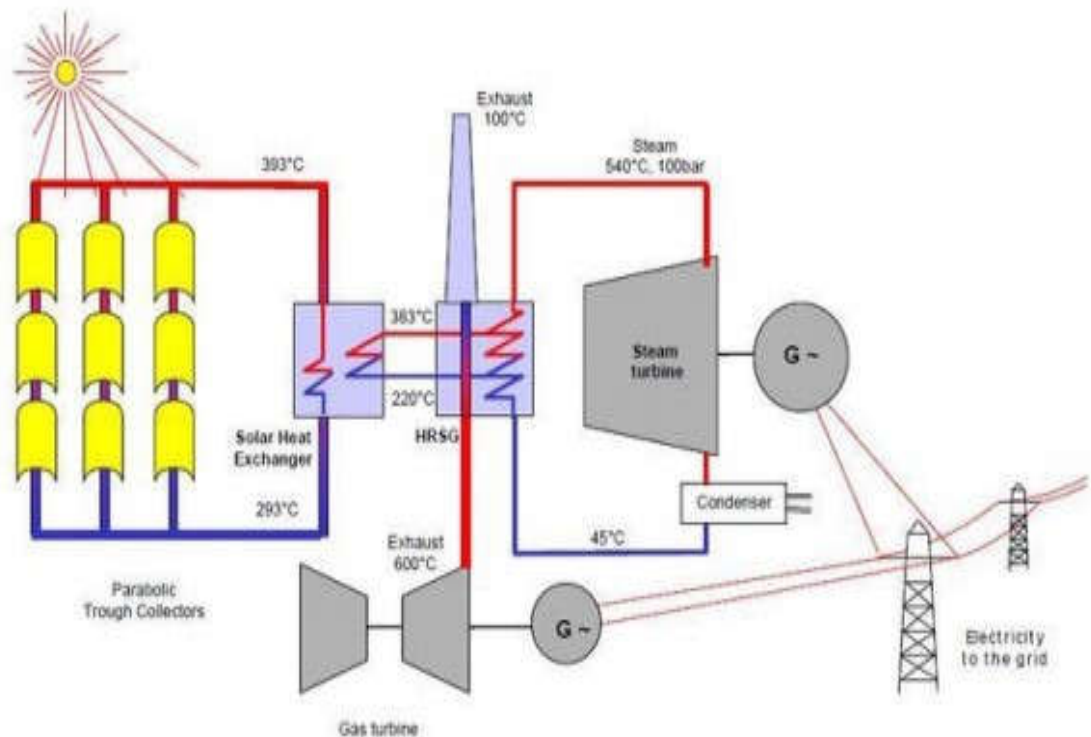 Exhaust
100°C
Steam
540°C, 100bar
393°C
383°C
Steam
turbine
G ~
220°C
Solar Heat
Exchanger
HRSG
Condenser
293°C
45°C
Exhaust
600°C
Parabolic
Trough Collectors
G ~
Electricity
to the grid
Gas turbine